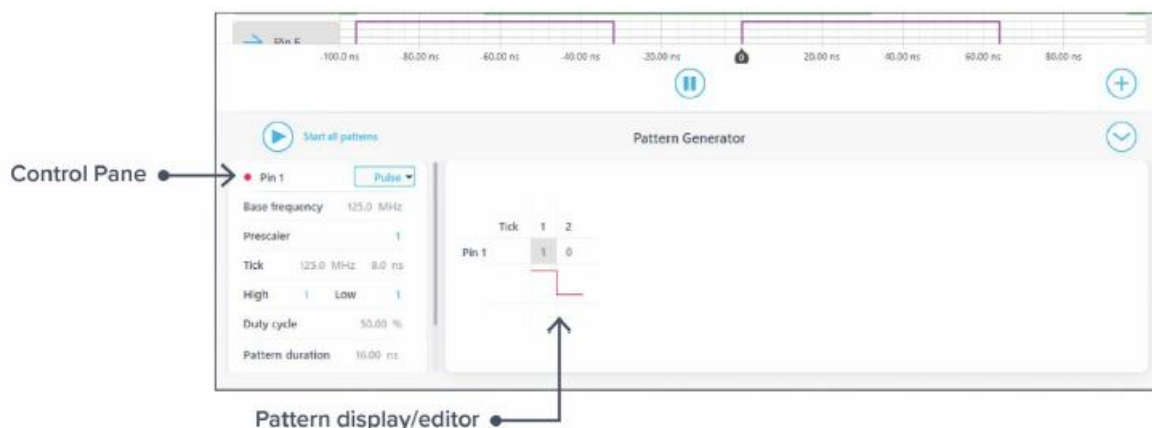 Pin 5
-100.0 ns -80.00 ns -60.00 ns -40.00 ns -20.00 ns 0 20.00 ns 40.00 ns 60.00 ns 80.00 ns
Start all patterns Pattern Generator
Control Pane
Pin 1 Pulse
Base frequency 125.0 MHz
Prescaler 1
Tick 125.0 MHz 8.0 ns
High 1 Low 1
Duty cycle 50.00 %
Pattern duration 16.00 ns
Tick 1 2
Pin 1 1 0
Pattern display/editor